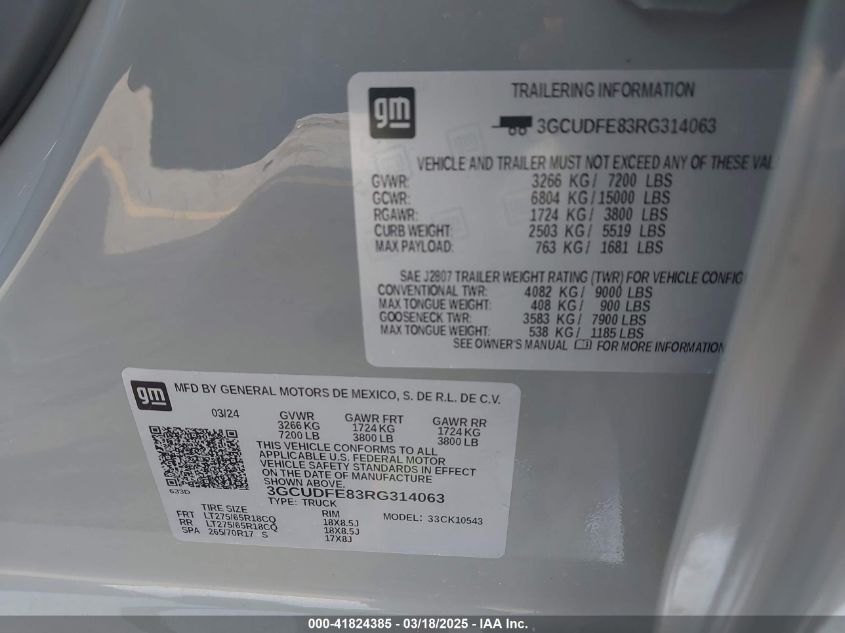 gm
TRAILERING INFORMATION
3GCUDFE83RG314063
VEHICLE AND TRAILER MUST NOT EXCEED ANY OF THESE VAL
GVWR: 3266 KG/ 7200 LBS
GCWR: 6804 KG/15000 LBS
RGAWR: 1724 KG/ 3800 LBS
CURB WEIGHT: 2503 KG/ 5519 LBS
MAX PAYLOAD: 763 KG/ 1681 LBS
SAE J2807 TRAILER WEIGHT RATING (TWR) FOR VEHICLE CONFIG
CONVENTIONAL TWR: 4082 KG/ 9000 LBS
MAX TONGUE WEIGHT: 408 KG/ 900 LBS
GOOSENECK TWR: 3583 KG/ 7900 LBS
MAX TONGUE WEIGHT: 538 KG/ 1185 LBS
SEE OWNER'S MANUAL FOR MORE INFORMATION
gm
MFD BY GENERAL MOTORS DE MEXICO, S. DE R.L. DE C.V.
03/24 GVWR GAWR FRT GAWR RR
3266 KG 1724 KG 1724 KG
7200 LB 3800 LB 3800 LB
THIS VEHICLE CONFORMS TO ALL
APPLICABLE U.S. FEDERAL MOTOR
VEHICLE SAFETY STANDARDS IN EFFECT
ON THE DATE OF MANUFACTURE
SHOWN ABOVE.
633D
3GCUDFE83RG314063
TYPE: TRUCK
TIRE SIZE RIM MODEL: 33CK10543
FRT LT275/65R18CQ 18X8.5J
RR LT275/65R18CQ 18X8.5J
SPA 265/70R17 S 17X8J
000-41824385 — 03/18/2025 — IAA Inc.